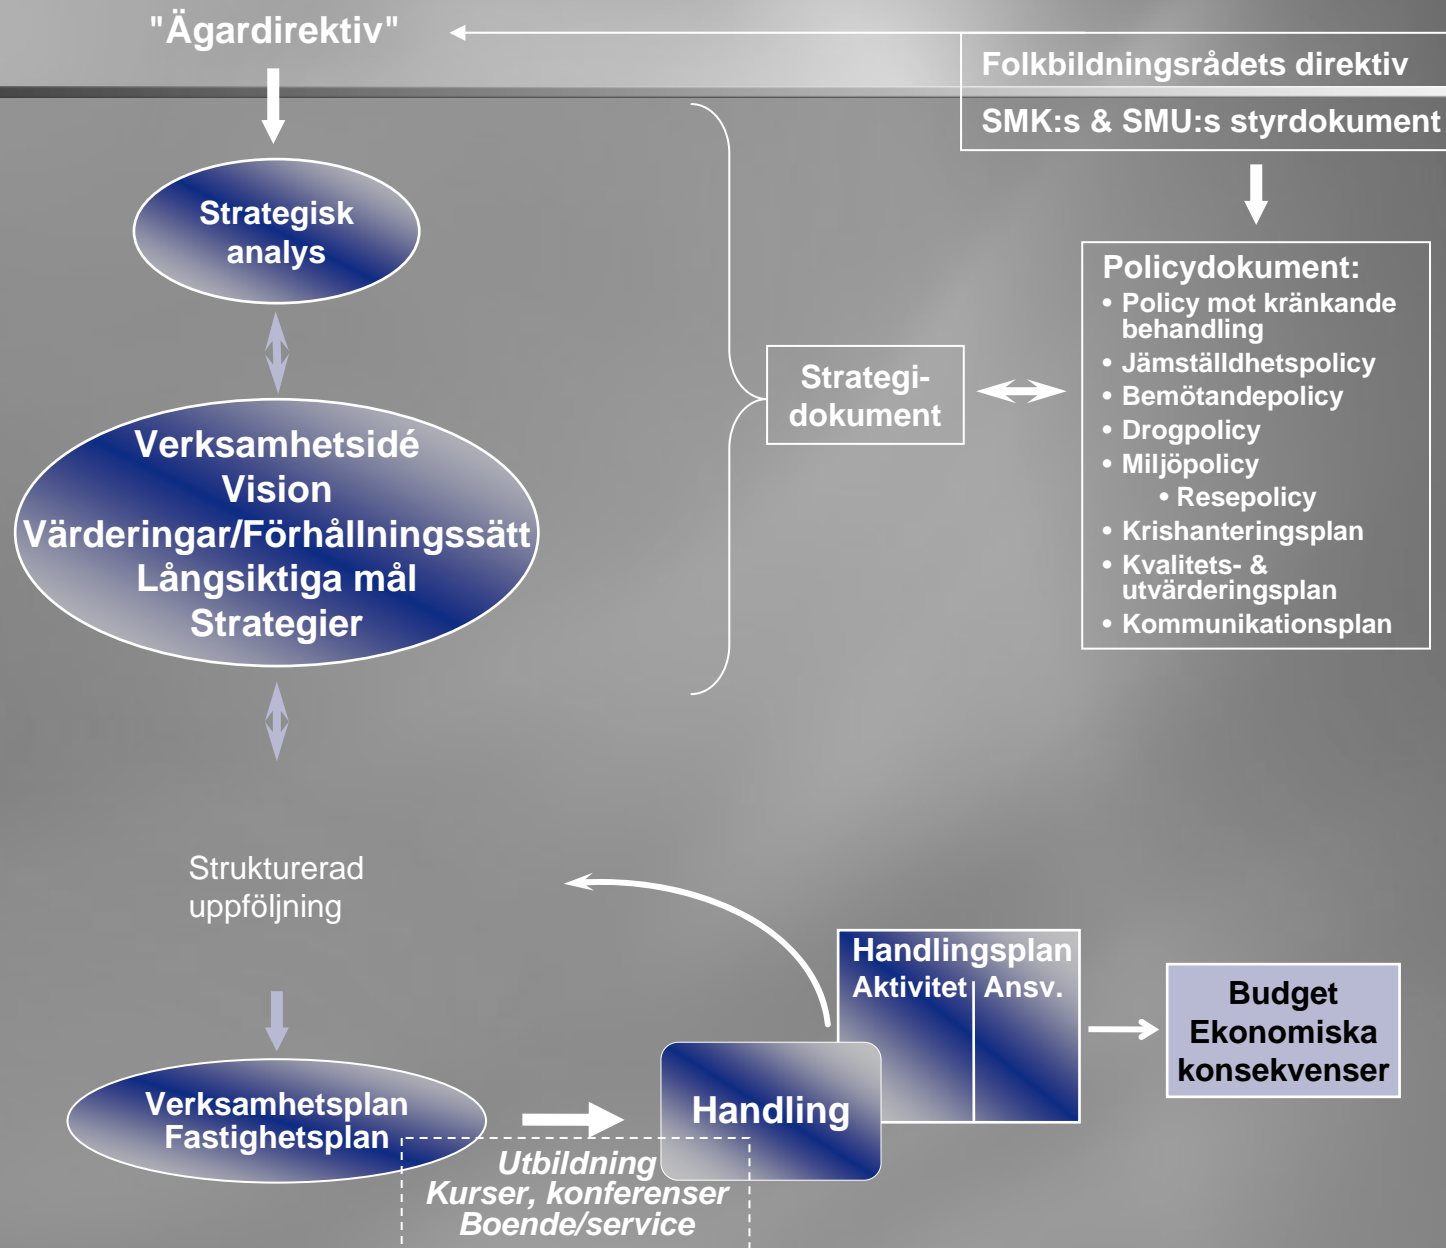 "Ägardirektiv"
Folkbildningsrådets direktiv
SMK:s & SMU:s styrdokument
Strategisk
analys
Policydokument:
• Policy mot kränkande
behandling
• Jämställdhetspolicy
• Bemötandepolicy
• Drogpolicy
• Miljöpolicy
• Resepolicy
• Krishanteringsplan
• Kvalitets- &
utvärderingsplan
• Kommunikationsplan
Strategi-
dokument
Verksamhetsidé
Vision
Värderingar/Förhållningssätt
Långsiktiga mål
Strategier
Strukturerad
uppföljning
Handlingsplan
Aktivitet Ansv.
Budget
Ekonomiska
konsekvenser
Verksamhetsplan
Fastighetsplan
Handling
Utbildning
Kurser, konferenser
Boende/service